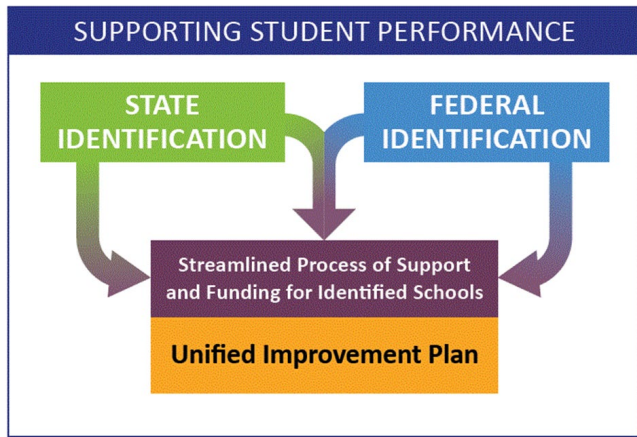 SUPPORTING STUDENT PERFORMANCE
STATE
IDENTIFICATION
FEDERAL
IDENTIFICATION
Streamlined Process of Support
and Funding for Identified Schools
Unified Improvement Plan